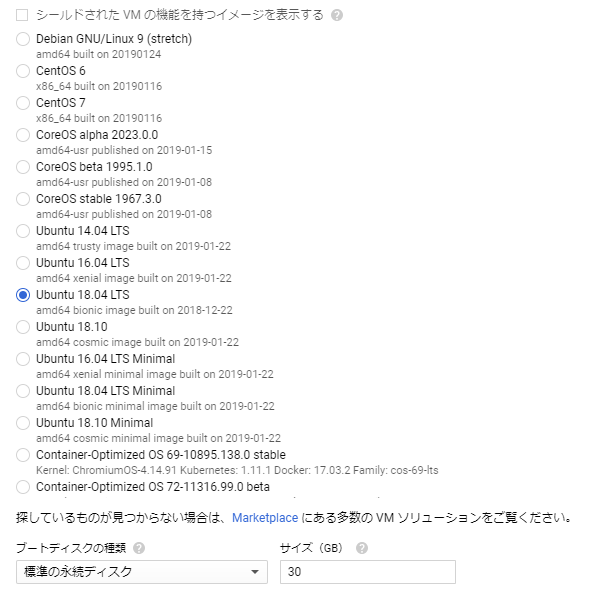 シールドされた VM の機能を持つイメージを表示する
Debian GNU/Linux 9 (stretch)
amd64 built on 20190124
CentOS 6
x86_64 built on 20190116
CentOS 7
x86_64 built on 20190116
CoreOS alpha 2023.0.0
amd64-usr published on 2019-01-15
CoreOS beta 1995.1.0
amd64-usr published on 2019-01-08
CoreOS stable 1967.3.0
amd64-usr published on 2019-01-08
Ubuntu 14.04 LTS
amd64 trusty image built on 2019-01-22
Ubuntu 16.04 LTS
amd64 xenial image built on 2019-01-22
Ubuntu 18.04 LTS
amd64 bionic image built on 2018-12-22
Ubuntu 18.10
amd64 cosmic image built on 2019-01-22
Ubuntu 16.04 LTS Minimal
amd64 xenial minimal image built on 2019-01-22
Ubuntu 18.04 LTS Minimal
amd64 bionic minimal image built on 2019-01-22
Ubuntu 18.10 Minimal
amd64 cosmic minimal image built on 2019-01-22
Container-Optimized OS 69-10895.138.0 stable
Kernel: ChromiumOS-4.14.91 Kubernetes: 1.11.1 Docker: 17.03.2 Family: cos-69-lts
Container-Optimized OS 72-11316.99.0 beta
探しているものが見つからない場合は、Marketplace にある多数の VM ソリューションをご覧ください。
ブートディスクの種類 サイズ（GB）
標準の永続ディスク 30